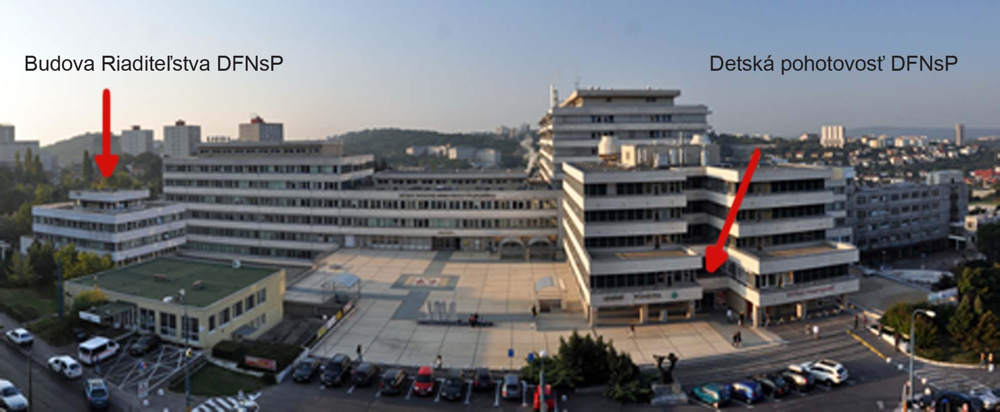 Budova Riaditeľstva DFNsP
Detská pohotovosť DFNsP